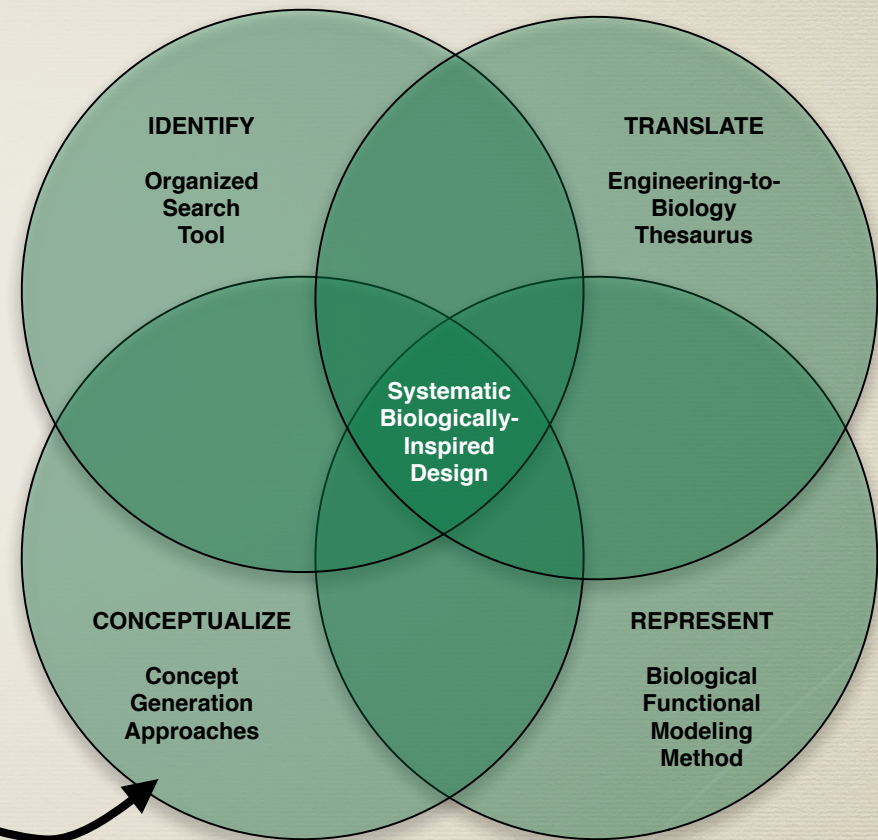 IDENTIFY
Organized
Search
Tool
TRANSLATE
Engineering-to-
Biology
Thesaurus
Systematic
Biologically-
Inspired
Design
CONCEPTUALIZE
Concept
Generation
Approaches
REPRESENT
Biological
Functional
Modeling
Method